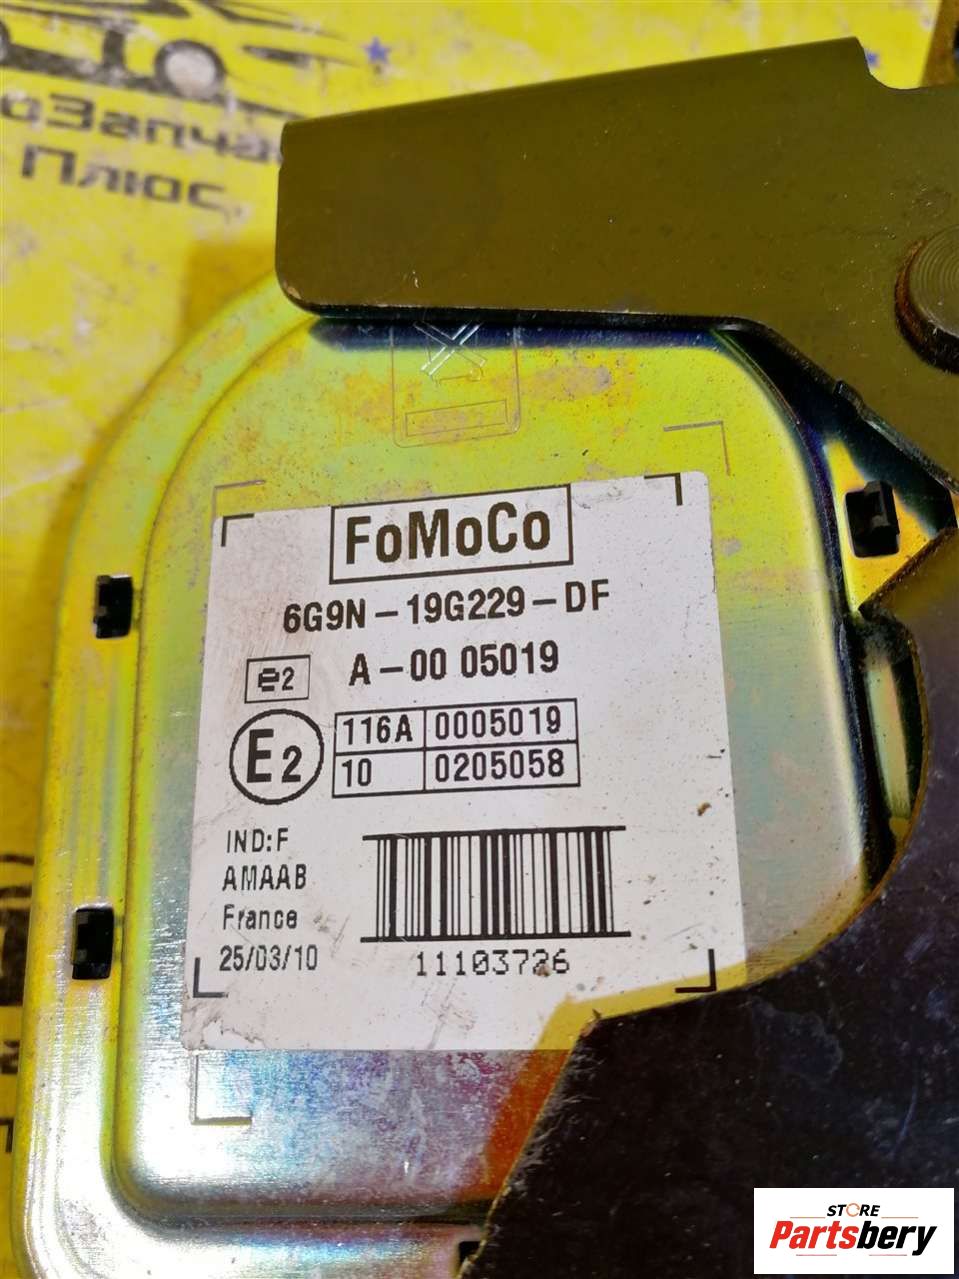 оЗапча
Плюс,
FoMoCo
6G9N-19G229-DF
e2 A-00 05019
E2
116A 0005019
10 0205058
IND:F
AMAAB
France
25/03/10
11103726
STORE
Partsbery